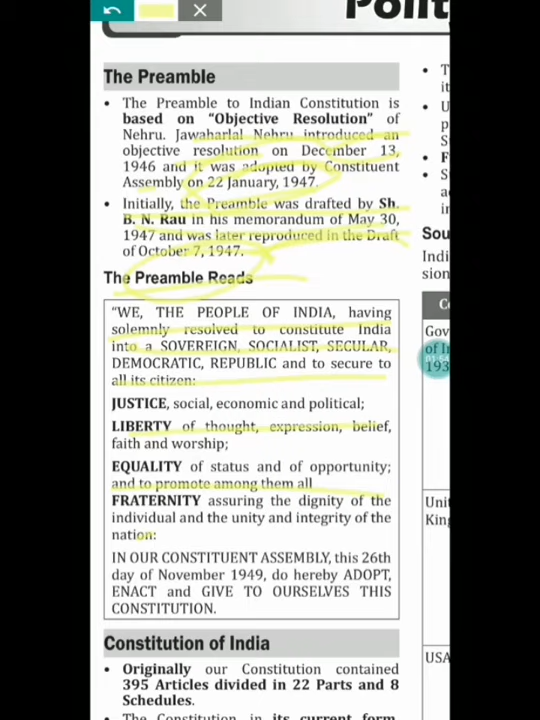 Polit
The Preamble
• The Preamble to Indian Constitution is
based on “Objective Resolution” of
Nehru. Jawaharlal Nehru introduced an
objective resolution on December 13,
1946 and it was adopted by Constituent
Assembly on 22 January, 1947.
• Initially, the Preamble was drafted by Sh.
B. N. Rau in his memorandum of May 30,
1947 and was later reproduced in the Draft
of October 7, 1947.
The Preamble Reads
“WE, THE PEOPLE OF INDIA, having
solemnly resolved to constitute India
into a SOVEREIGN, SOCIALIST, SECULAR,
DEMOCRATIC, REPUBLIC and to secure to
all its citizen:
JUSTICE, social, economic and political;
LIBERTY of thought, expression, belief,
faith and worship;
EQUALITY of status and of opportunity;
and to promote among them all
FRATERNITY assuring the dignity of the
individual and the unity and integrity of the
nation:
IN OUR CONSTITUENT ASSEMBLY, this 26th
day of November 1949, do hereby ADOPT,
ENACT and GIVE TO OURSELVES THIS
CONSTITUTION.
Constitution of India
• Originally our Constitution contained
395 Articles divided in 22 Parts and 8
Schedules.
• The Constitution in its current form
• T
it
• U
p
S
• F
• S
a
in
Sou
Indi
sion
C
Gov
of In
193
Unit
King
USA